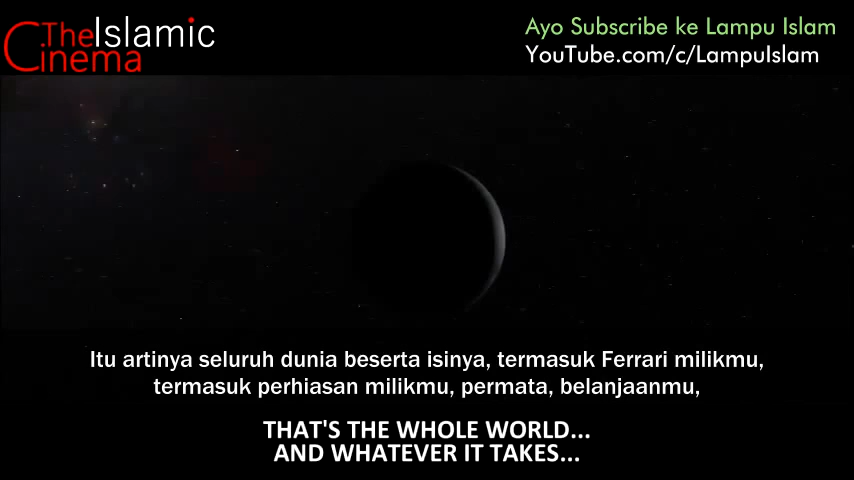 The Islamic
Cinema
Ayo Subscribe ke Lampu Islam
YouTube.com/c/LampuIslam
Itu artinya seluruh dunia beserta isinya, termasuk Ferrari milikmu,
termasuk perhiasan milikmu, permata, belanjaanmu,
THAT'S THE WHOLE WORLD...
AND WHATEVER IT TAKES...